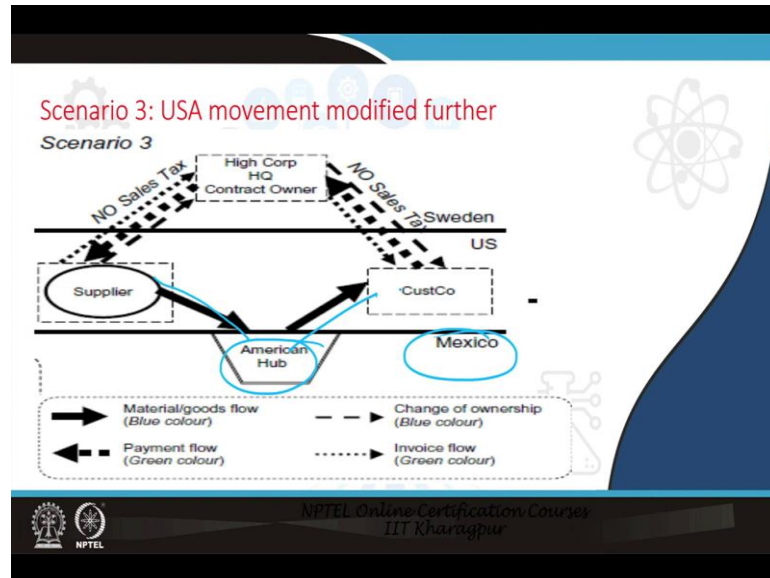 Scenario 3: USA movement modified further
Scenario 3
High Corp
HQ
Contract Owner
NO Sales Tax
NO Sales Tax
Sweden
US
Supplier
CustCo
American
Hub
Mexico
Material/goods flow
(Blue colour)
Change of ownership
(Blue colour)
Payment flow
(Green colour)
Invoice flow
(Green colour)
NPTEL
NPTEL Online Certification Courses
IIT Kharagpur